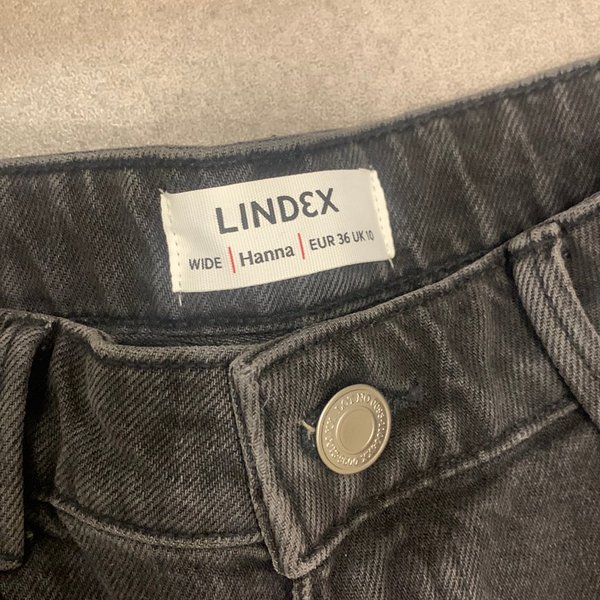 LINDEX
WIDE | Hanna | EUR 36 UK 10